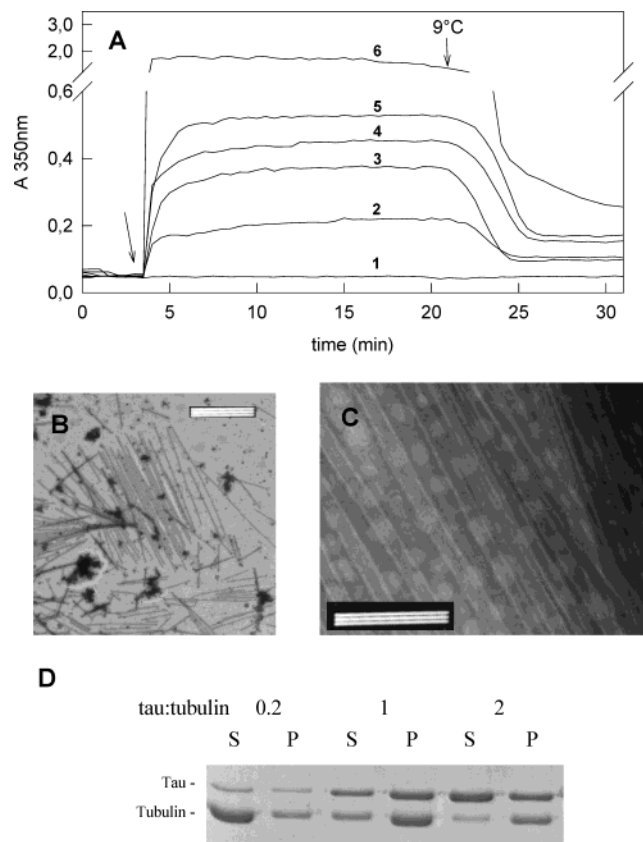 A
9°C
6
5
4
3
2
1
3,0
2,0
0,6
0,4
0,2
0,0
A 350nm
0 5 10 15 20 25 30
time (min)
B
C
D
tau:tubulin 0.2 1 2
S P S P S P
Tau -
Tubulin -